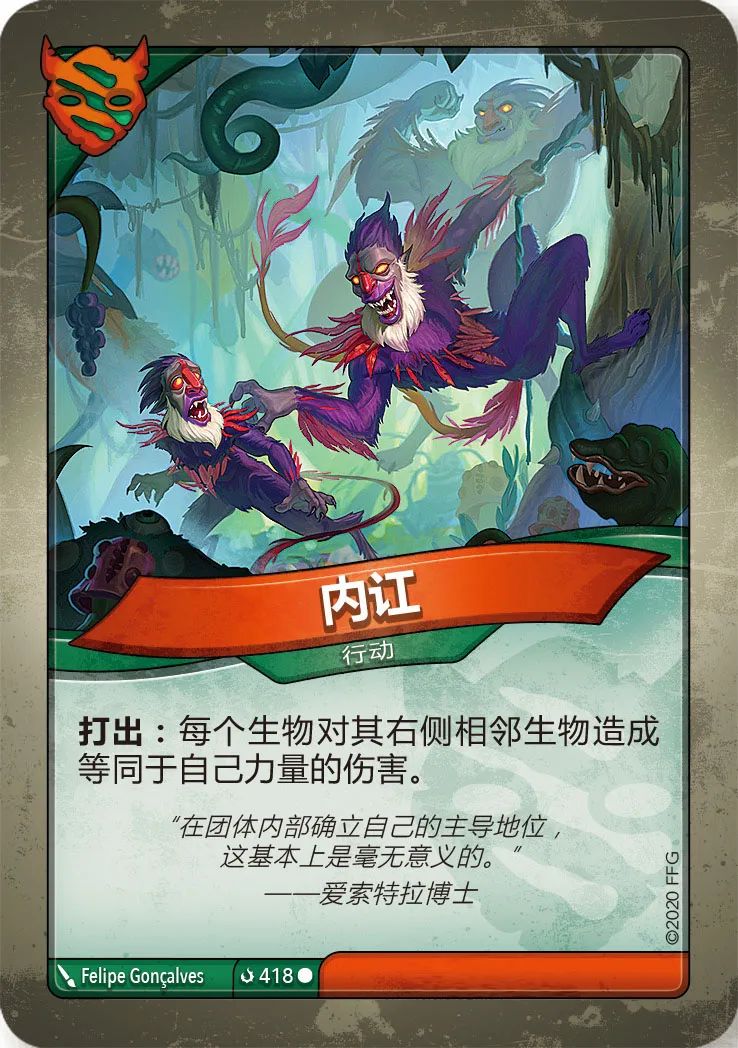 内讧
行动
打出：每个生物对其右侧相邻生物造成
等同于自己力量的伤害。
“在团体内部确立自己的主导地位，
这基本上是毫无意义的。”
——爱索特拉博士
©2020 FFG
Felipe Gonçalves
418